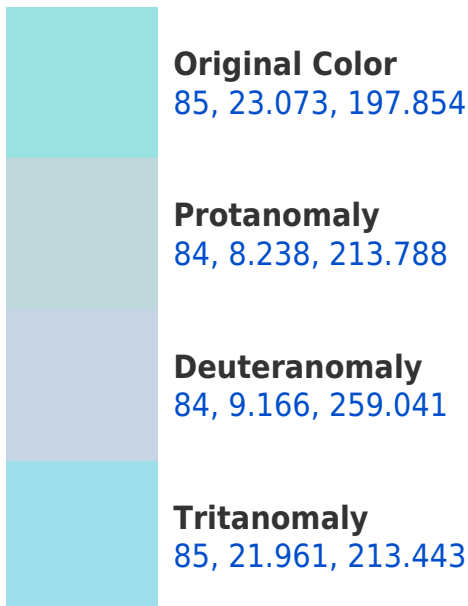 Original Color
85, 23.073, 197.854
Protanomaly
84, 8.238, 213.788
Deuteranomaly
84, 9.166, 259.041
Tritanomaly
85, 21.961, 213.443